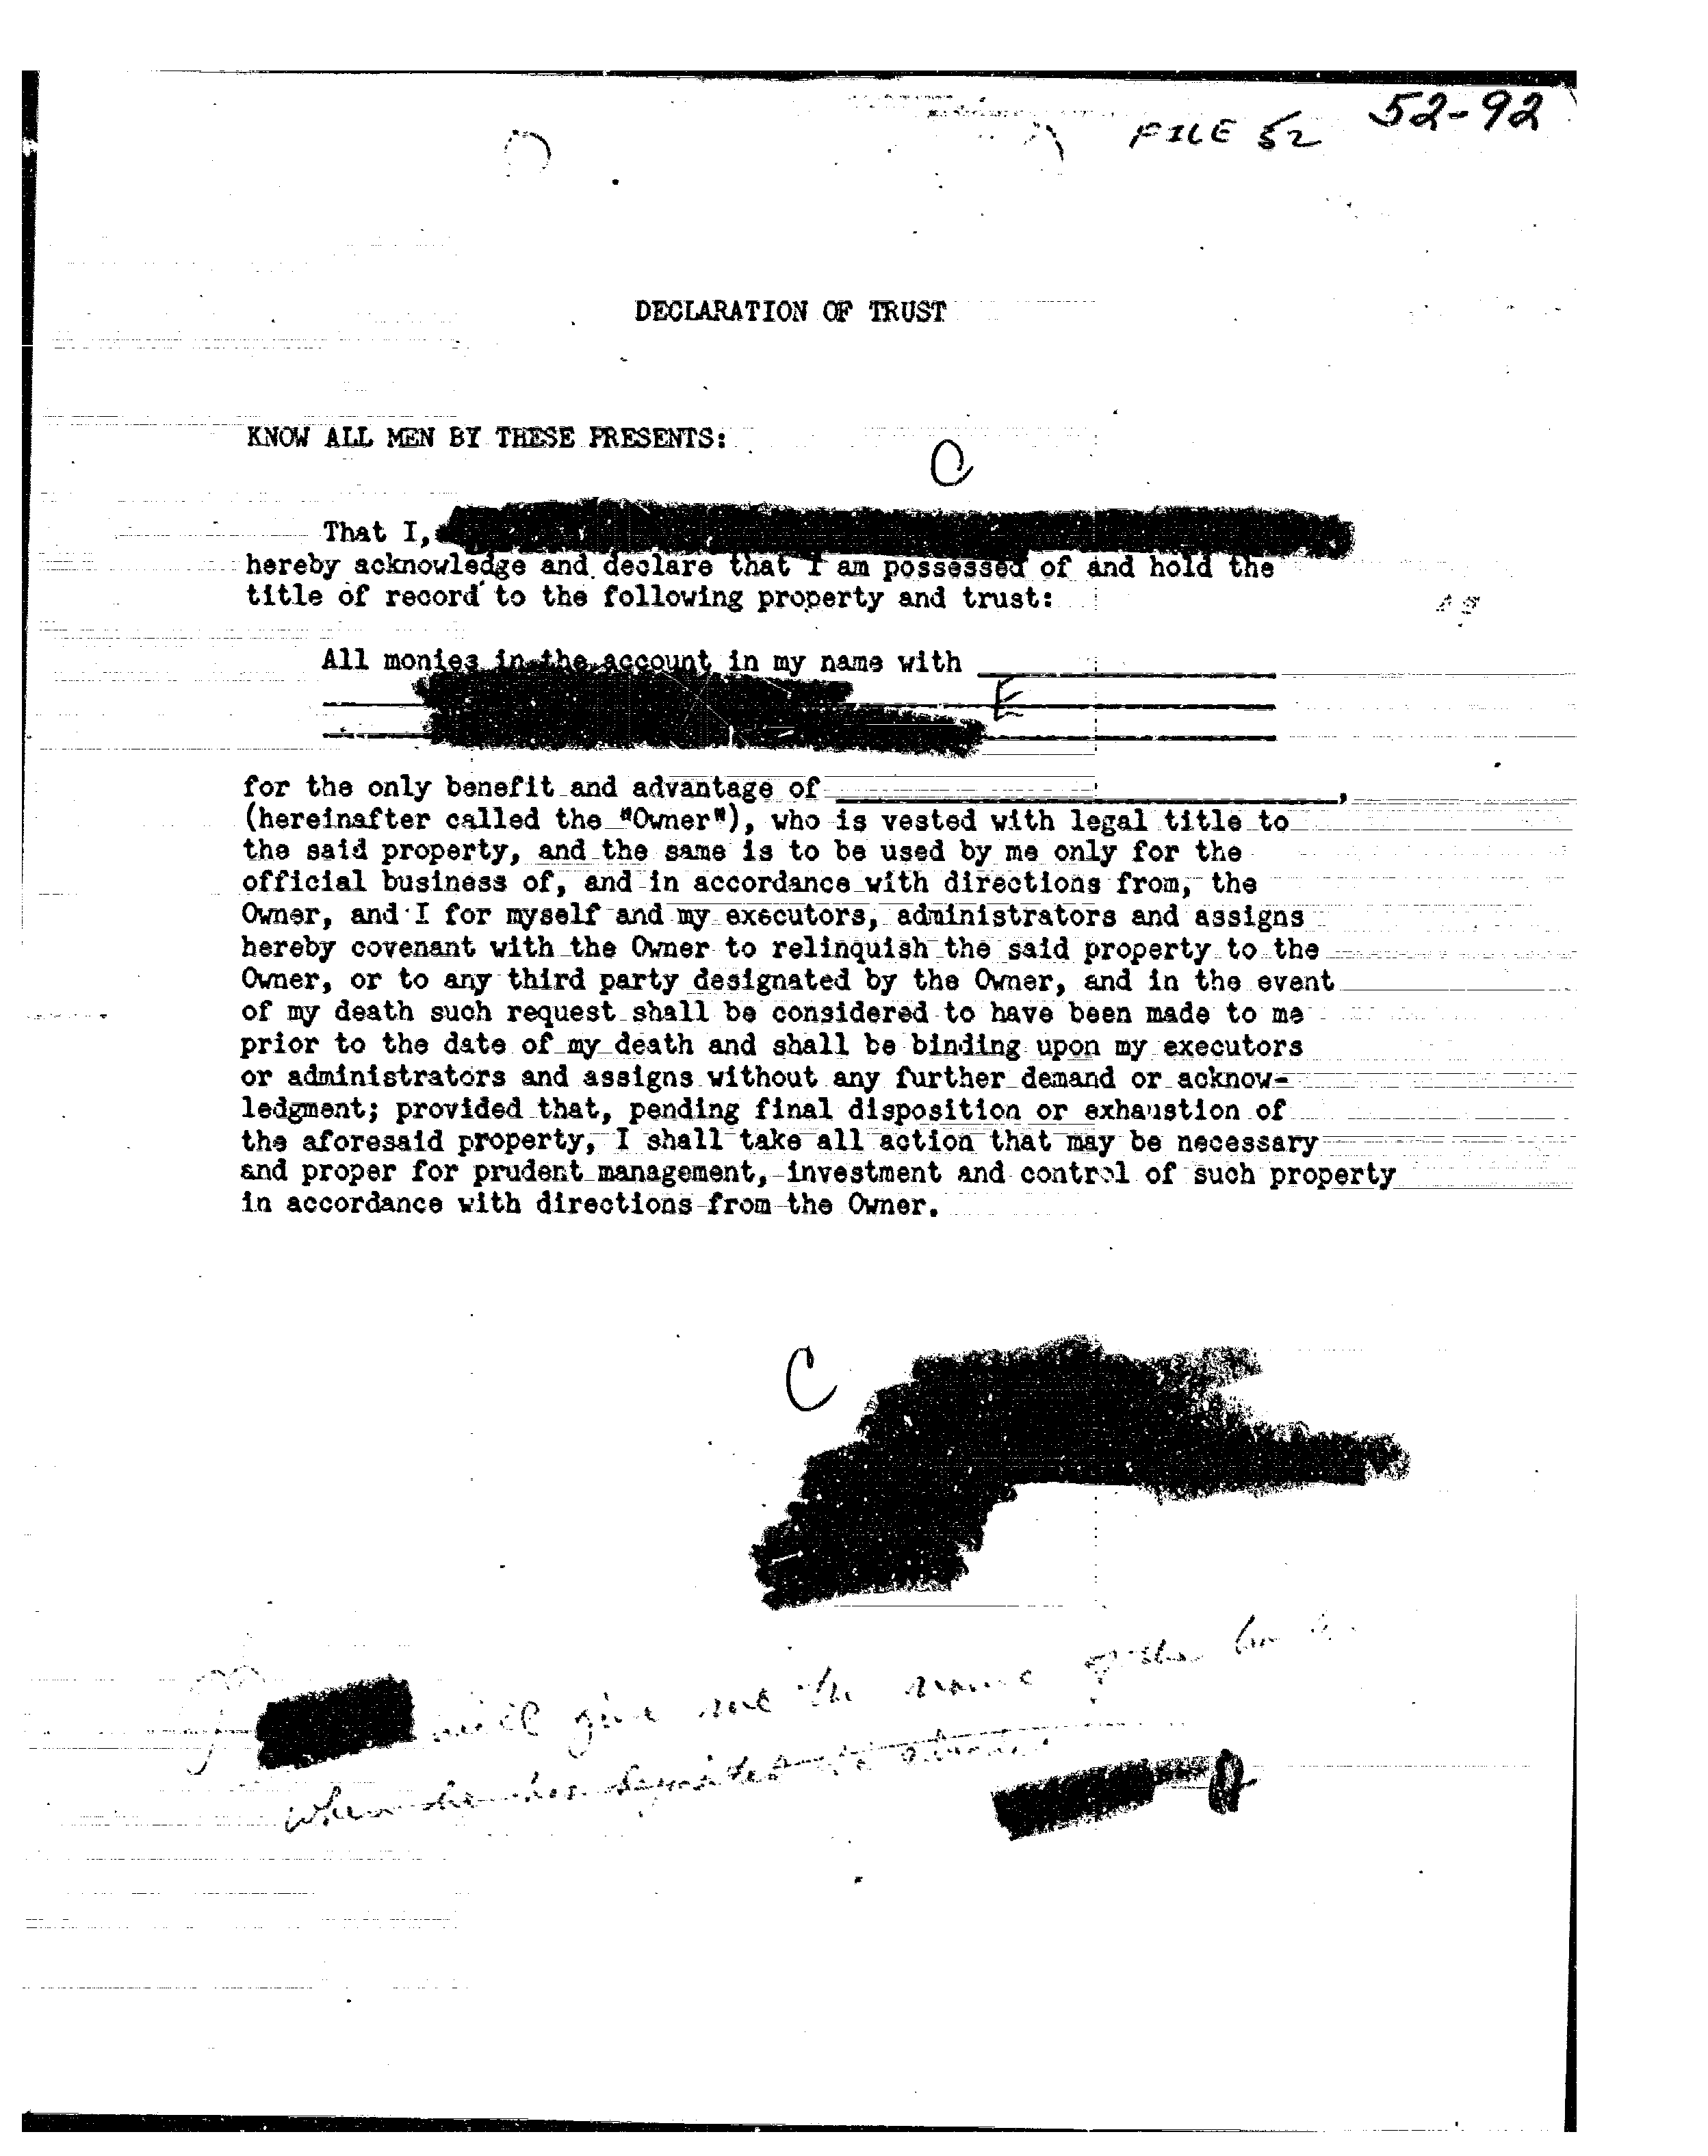 52-92
FILE 52
DECLARATION OF TRUST
KNOW ALL MEN BY THESE PRESENTS:
C
That I,
hereby acknowledge and declare that I am possessed of and hold the
title of record to the following property and trust:
All monies in the account in my name with
E
for the only benefit and advantage of ,
(hereinafter called the "Owner"), who is vested with legal title to
the said property, and the same is to be used by me only for the
official business of, and in accordance with directions from, the
Owner, and I for myself and my executors, administrators and assigns
hereby covenant with the Owner to relinquish the said property to the
Owner, or to any third party designated by the Owner, and in the event
of my death such request shall be considered to have been made to me
prior to the date of my death and shall be binding upon my executors
or administrators and assigns without any further demand or acknow-
ledgment; provided that, pending final disposition or exhaustion of
the aforesaid property, I shall take all action that may be necessary
and proper for prudent management, investment and control of such property
in accordance with directions from the Owner.
C
will give me the name of the
when he has deposited